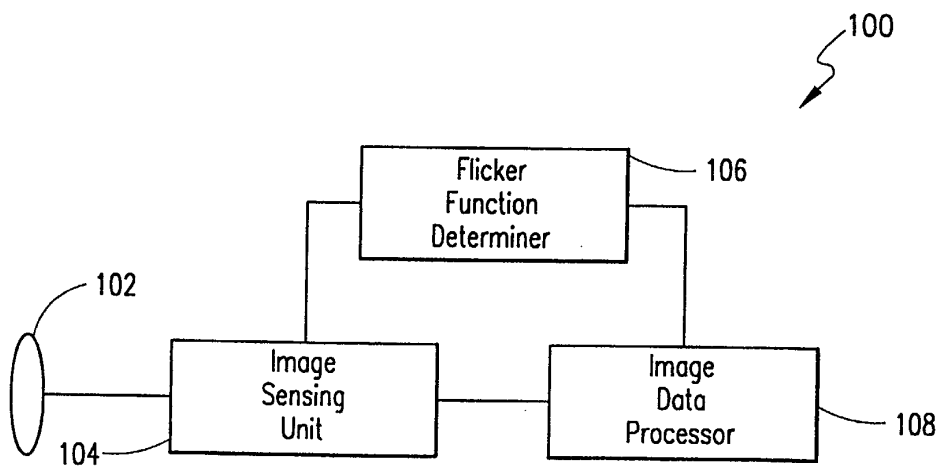 100
Flicker
Function
Determiner
106
102
Image
Sensing
Unit
104
Image
Data
Processor
108